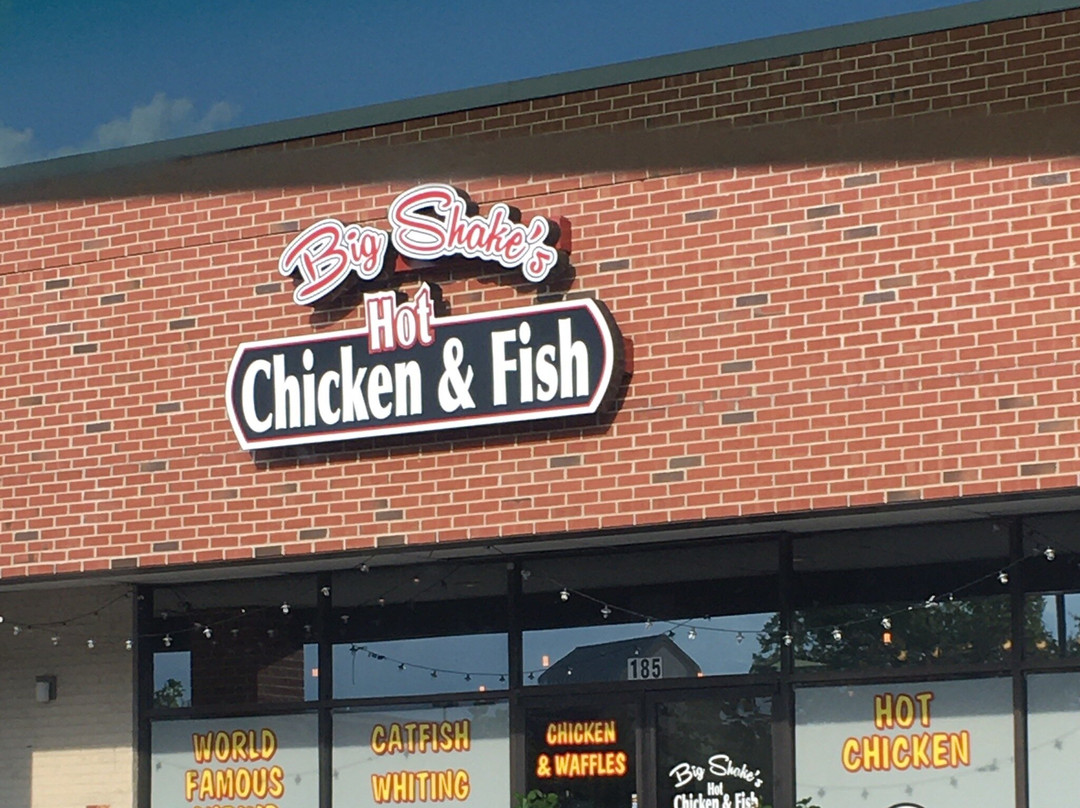 Big Shake's
Hot
Chicken & Fish
185
WORLD
FAMOUS
CATFISH
WHITING
CHICKEN
& WAFFLES
Big Shake's
Hot
Chicken & Fish
HOT
CHICKEN